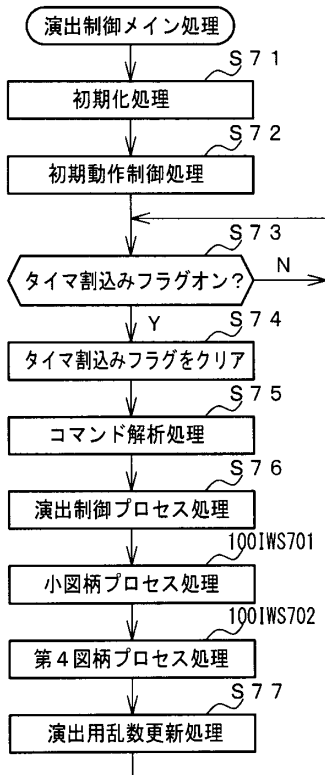 演出制御メイン処理
S71
初期化処理
S72
初期動作制御処理
S73
タイマ割込みフラグオン？
N
Y
S74
タイマ割込みフラグをクリア
S75
コマンド解析処理
S76
演出制御プロセス処理
100IWS701
小図柄プロセス処理
100IWS702
第4図柄プロセス処理
S77
演出用乱数更新処理